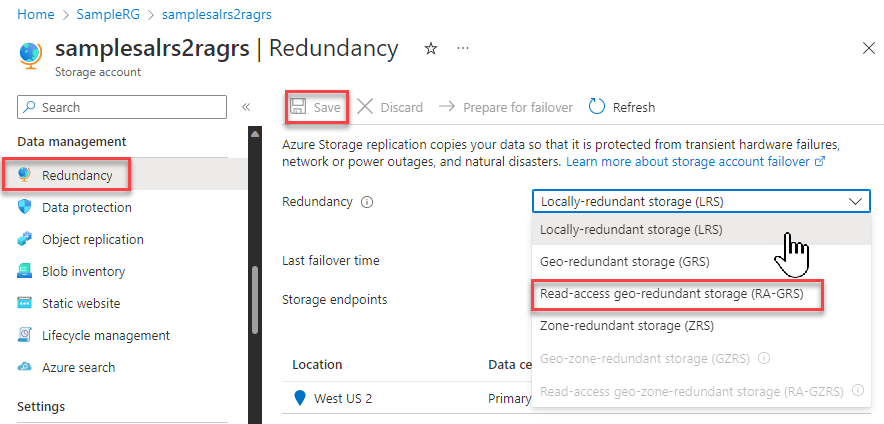 Home > SampleRG > samplesalrs2ragrs
samplesalrs2ragrs | Redundancy
Storage account
Search
Data management
Redundancy
Data protection
Object replication
Blob inventory
Static website
Lifecycle management
Azure search
Settings
Save Discard Prepare for failover Refresh
Azure Storage replication copies your data so that it is protected from transient hardware failures,
network or power outages, and natural disasters. Learn more about storage account failover
Redundancy Locally-redundant storage (LRS)
Locally-redundant storage (LRS)
Geo-redundant storage (GRS)
Last failover time
Read-access geo-redundant storage (RA-GRS)
Storage endpoints
Zone-redundant storage (ZRS)
Geo-zone-redundant storage (GZRS)
Read-access geo-zone-redundant storage (RA-GZRS)
Location Data ce
West US 2 Primary